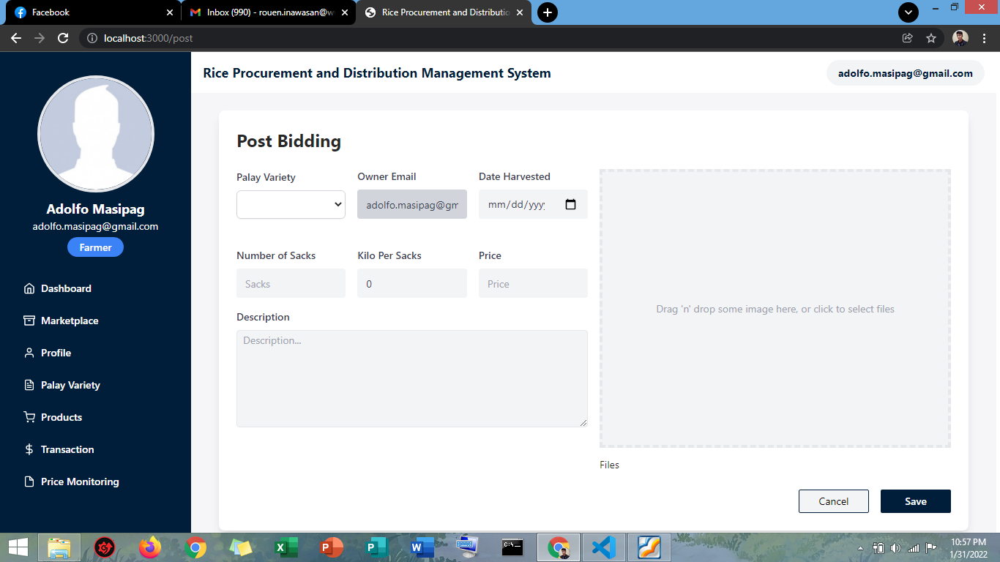 Facebook
Inbox (990) - rouen.inawasan@w
Rice Procurement and Distributio
localhost:3000/post
Rice Procurement and Distribution Management System
adolfo.masipag@gmail.com
Adolfo Masipag
adolfo.masipag@gmail.com
Farmer
Dashboard
Marketplace
Profile
Palay Variety
Products
Transaction
Price Monitoring
Post Bidding
Palay Variety
Owner Email
Date Harvested
adolfo.masipag@gm
mm/dd/yyyy
Number of Sacks
Kilo Per Sacks
Price
Sacks
0
Price
Description
Description...
Drag 'n' drop some image here, or click to select files
Files
Cancel
Save
10:57 PM
1/31/2022